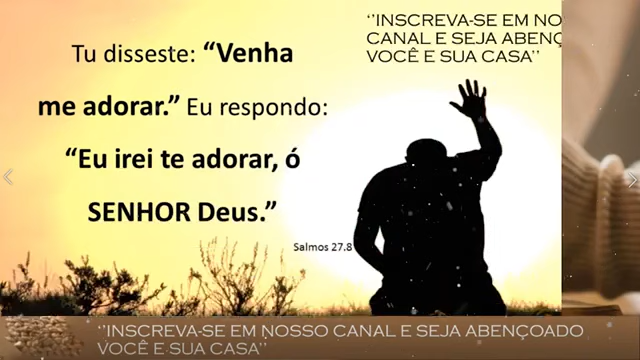 ‘’INSCREVA-SE EM NOS
CANAL E SEJA ABENÇ
VOCÊ E SUA CASA’’
Tu disseste: “Venha
me adorar.” Eu respondo:
“Eu irei te adorar, ó
SENHOR Deus.”
Salmos 27.8
‘’INSCREVA-SE EM NOSSO CANAL E SEJA ABENÇOADO
VOCÊ E SUA CASA’’